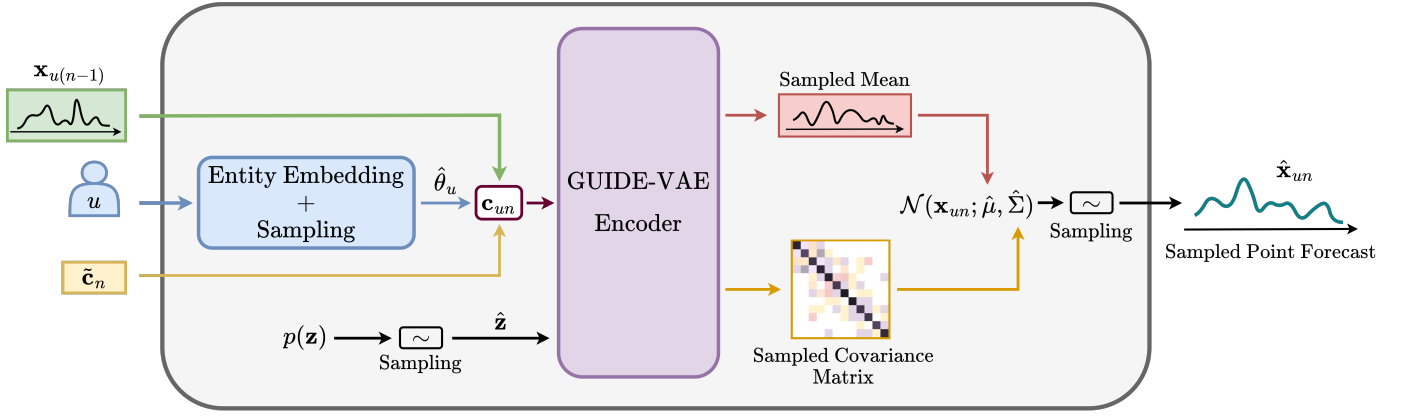 x_{u(n−1)}
u
c̃_n
Entity Embedding
+
Sampling
θ̂_u
c_{un}
p(z)
∼
Sampling
ẑ
GUIDE-VAE
Encoder
Sampled Mean
Sampled Covariance
Matrix
𝒩(x_{un}; μ̂, Σ̂)
∼
Sampling
x̂_{un}
Sampled Point Forecast